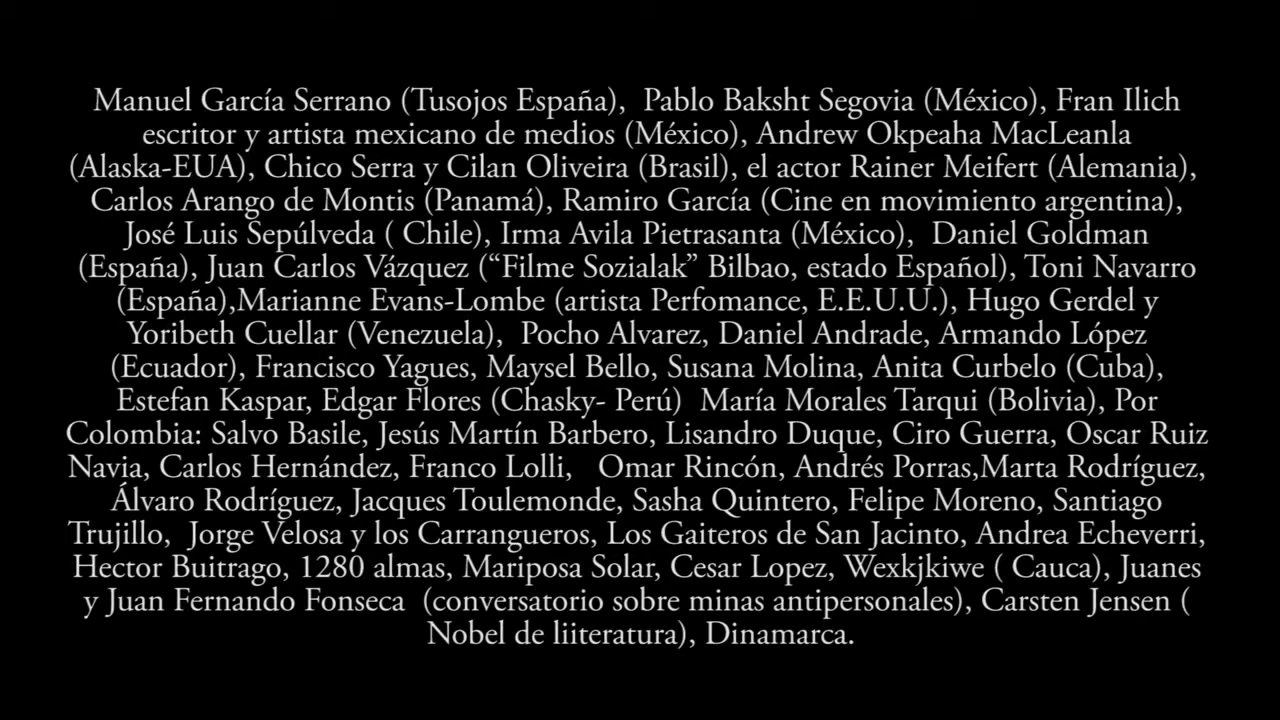 Manuel García Serrano (Tusojos España),  Pablo Baksht Segovia (México), Fran Ilich
escritor y artista mexicano de medios (México), Andrew Okpeaha MacLeanla
(Alaska-EUA), Chico Serra y Cilan Oliveira (Brasil), el actor Rainer Meifert (Alemania),
Carlos Arango de Montis (Panamá), Ramiro García (Cine en movimiento argentina),
José Luis Sepúlveda ( Chile), Irma Avila Pietrasanta (México),  Daniel Goldman
(España), Juan Carlos Vázquez (“Filme Sozialak” Bilbao, estado Español), Toni Navarro
(España),Marianne Evans-Lombe (artista Perfomance, E.E.U.U.), Hugo Gerdel y
Yoribeth Cuellar (Venezuela),  Pocho Alvarez, Daniel Andrade, Armando López
(Ecuador), Francisco Yagues, Maysel Bello, Susana Molina, Anita Curbelo (Cuba),
Estefan Kaspar, Edgar Flores (Chasky- Perú)  María Morales Tarqui (Bolivia), Por
Colombia: Salvo Basile, Jesús Martín Barbero, Lisandro Duque, Ciro Guerra, Oscar Ruiz
Navia, Carlos Hernández, Franco Lolli,   Omar Rincón, Andrés Porras,Marta Rodríguez,
Álvaro Rodríguez, Jacques Toulemonde, Sasha Quintero, Felipe Moreno, Santiago
Trujillo,  Jorge Velosa y los Carrangueros, Los Gaiteros de San Jacinto, Andrea Echeverri,
Hector Buitrago, 1280 almas, Mariposa Solar, Cesar Lopez, Wexkjkiwe ( Cauca), Juanes
y Juan Fernando Fonseca  (conversatorio sobre minas antipersonales), Carsten Jensen (
Nobel de liiteratura), Dinamarca.